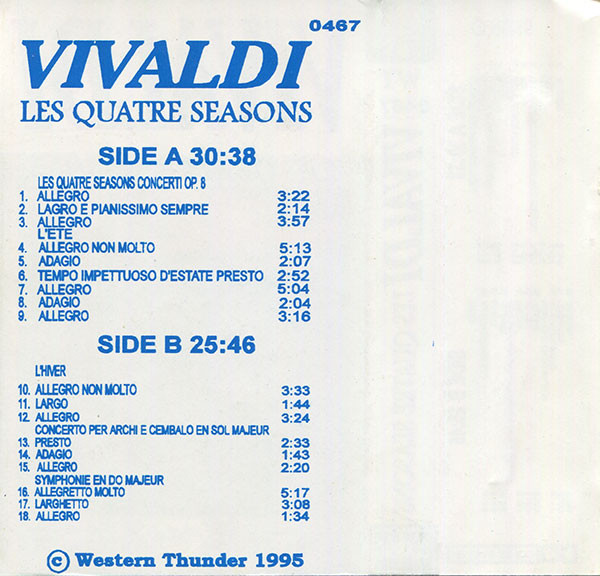 0467
VIVALDI
LES QUATRE SEASONS
SIDE A 30:38
LES QUATRE SEASONS CONCERTI OP. 8
1. ALLEGRO 3:22
2. LAGRO E PIANISSIMO SEMPRE 2:14
3. ALLEGRO 3:57
L'ETE
4. ALLEGRO NON MOLTO 5:13
5. ADAGIO 2:07
6. TEMPO IMPETTUOSO D'ESTATE PRESTO 2:52
7. ALLEGRO 5:04
8. ADAGIO 2:04
9. ALLEGRO 3:16
SIDE B 25:46
L'HIVER
10. ALLEGRO NON MOLTO 3:33
11. LARGO 1:44
12. ALLEGRO 3:24
CONCERTO PER ARCHI E CEMBALO EN SOL MAJEUR
13. PRESTO 2:33
14. ADAGIO 1:43
15. ALLEGRO 2:20
SYMPHONIE EN DO MAJEUR
16. ALLEGRETTO MOLTO 5:17
17. LARGHETTO 3:08
18. ALLEGRO 1:34
© Western Thunder 1995